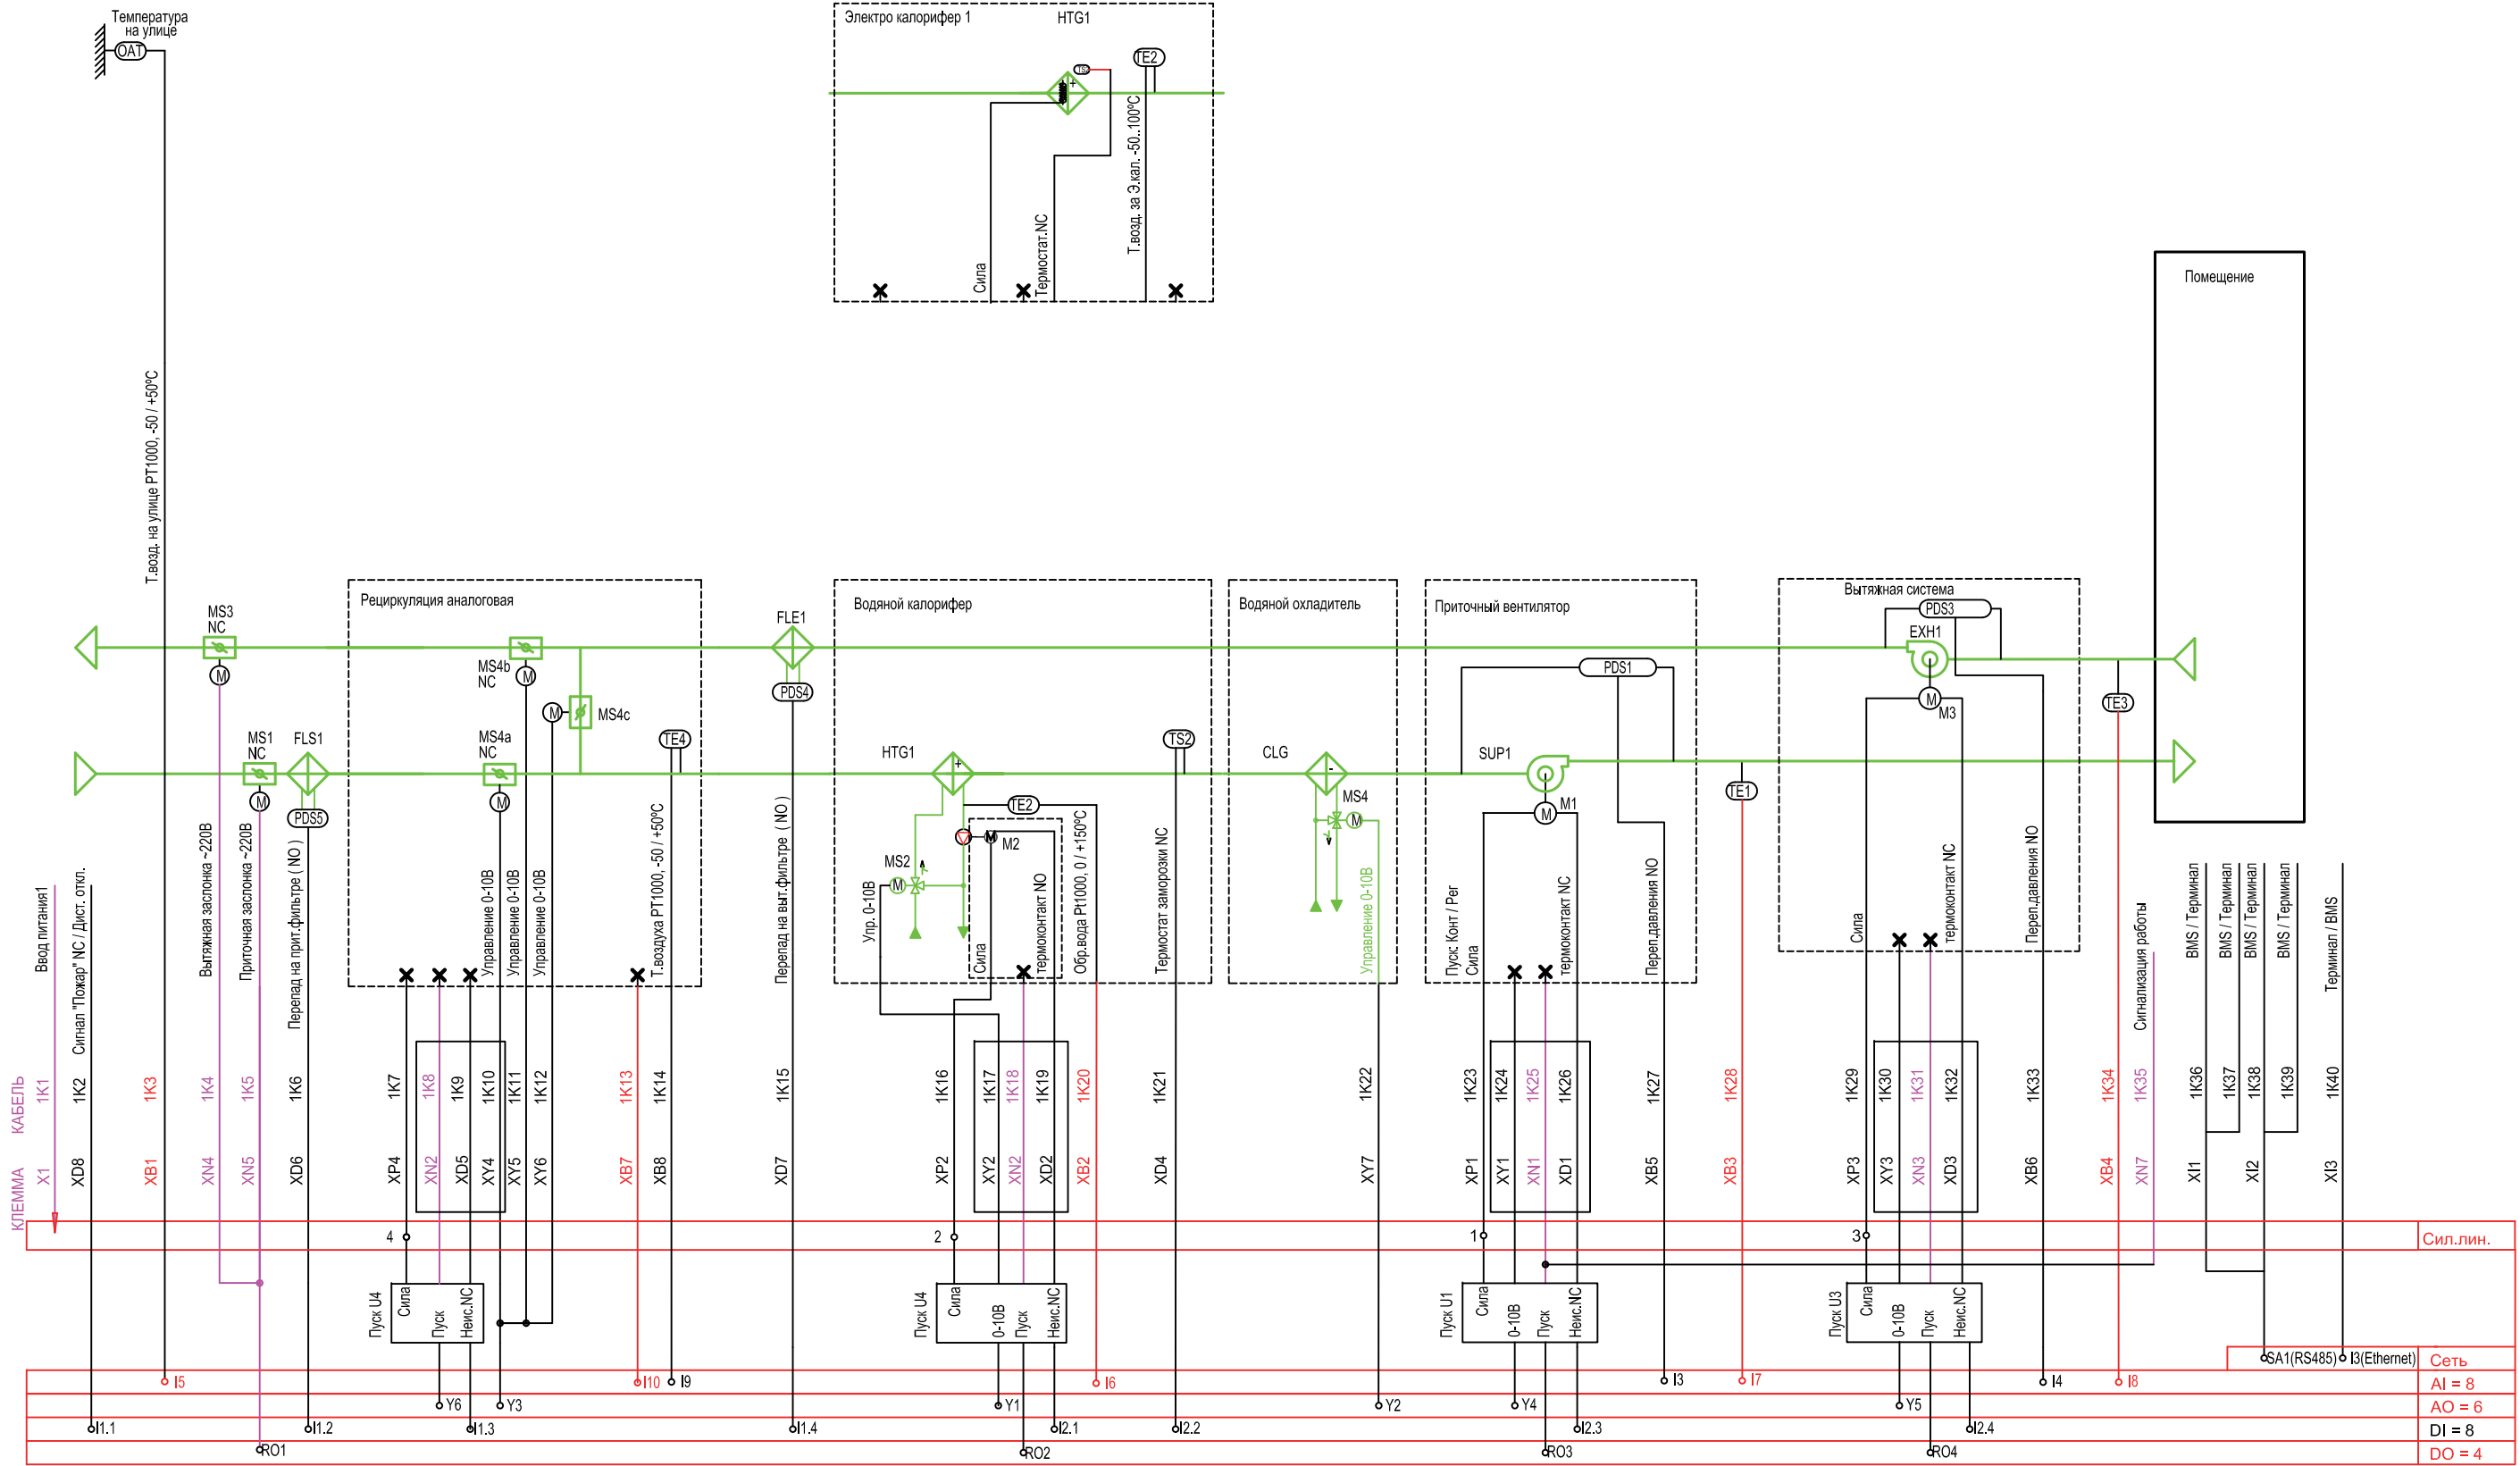 Температура
на улице
OAT
Электро калорифер 1
HTG1
TE2
TS2
Сила
Термостат.NC
Т.возд. за Э.кал. -50..100ºC
Помещение
Т.возд. на улице PT1000, -50 / +50ºC
MS3
NC
Рециркуляция аналоговая
MS4b
NC
MS4c
FLE1
PDS4
Водяной калорифер
Водяной охладитель
Приточный вентилятор
PDS1
Вытяжная система
PDS3
EXH1
M
M3
TE3
MS1
NC
FLS1
PDS5
MS4a
NC
M
M
M
M
M
TE4
HTG1
+
TE2
M
M2
MS2
M
TS2
CLG
-
MS4
M
SUP1
M
M1
TE1
Ввод питания1
Сигнал "Пожар" NC / Дист. откл.
Вытяжная заслонка ~220В
Приточная заслонка ~220В
Перепад на прит.фильтре ( NO )
Управление 0-10В
Управление 0-10В
Управление 0-10В
Т.воздуха PT1000, -50 / +50ºC
Перепад на выт.фильтре ( NO )
Упр. 0-10В
Сила
термоконтакт NO
Обр.вода Pt1000, 0 / +150ºC
Термостат заморозки NC
Управление 0-10В
Пуск: Конт / Рег
Сила
термоконтакт NC
Переп.давления NO
Сила
термоконтакт NC
Переп.давления NO
Сигнализация работы
BMS / Терминал
BMS / Терминал
BMS / Терминал
BMS / Терминал
Терминал / BMS
КАБЕЛЬ
1K1
1K2
1K3
1K4
1K5
1K6
1K7
1K8
1K9
1K10
1K11
1K12
1K13
1K14
1K15
1K16
1K17
1K18
1K19
1K20
1K21
1K22
1K23
1K24
1K25
1K26
1K27
1K28
1K29
1K30
1K31
1K32
1K33
1K34
1K35
1K36
1K37
1K38
1K39
1K40
КЛЕММА
X1
XD8
XB1
XN4
XN5
XD6
XP4
XN2
XD5
XY4
XY5
XY6
XB7
XB8
XD7
XP2
XY2
XN2
XD2
XB2
XD4
XY7
XP1
XY1
XN1
XD1
XB5
XB3
XP3
XY3
XN3
XD3
XB6
XB4
XN7
XI1
XI2
XI3
4
2
1
3
Сил.лин.
Пуск U4
Сила
Пуск
Неис.NC
Пуск U4
Сила
0-10В
Пуск
Неис.NC
Пуск U1
Сила
0-10В
Пуск
Неис.NC
Пуск U3
Сила
0-10В
Пуск
Неис.NC
SA1(RS485)
I3(Ethernet)
Сеть
I5
I10
I9
I6
I3
I7
I4
I8
AI = 8
Y6
Y3
Y1
Y2
Y4
Y5
AO = 6
I1.1
I1.2
I1.3
I1.4
I2.1
I2.2
I2.3
I2.4
DI = 8
RO1
RO2
RO3
RO4
DO = 4